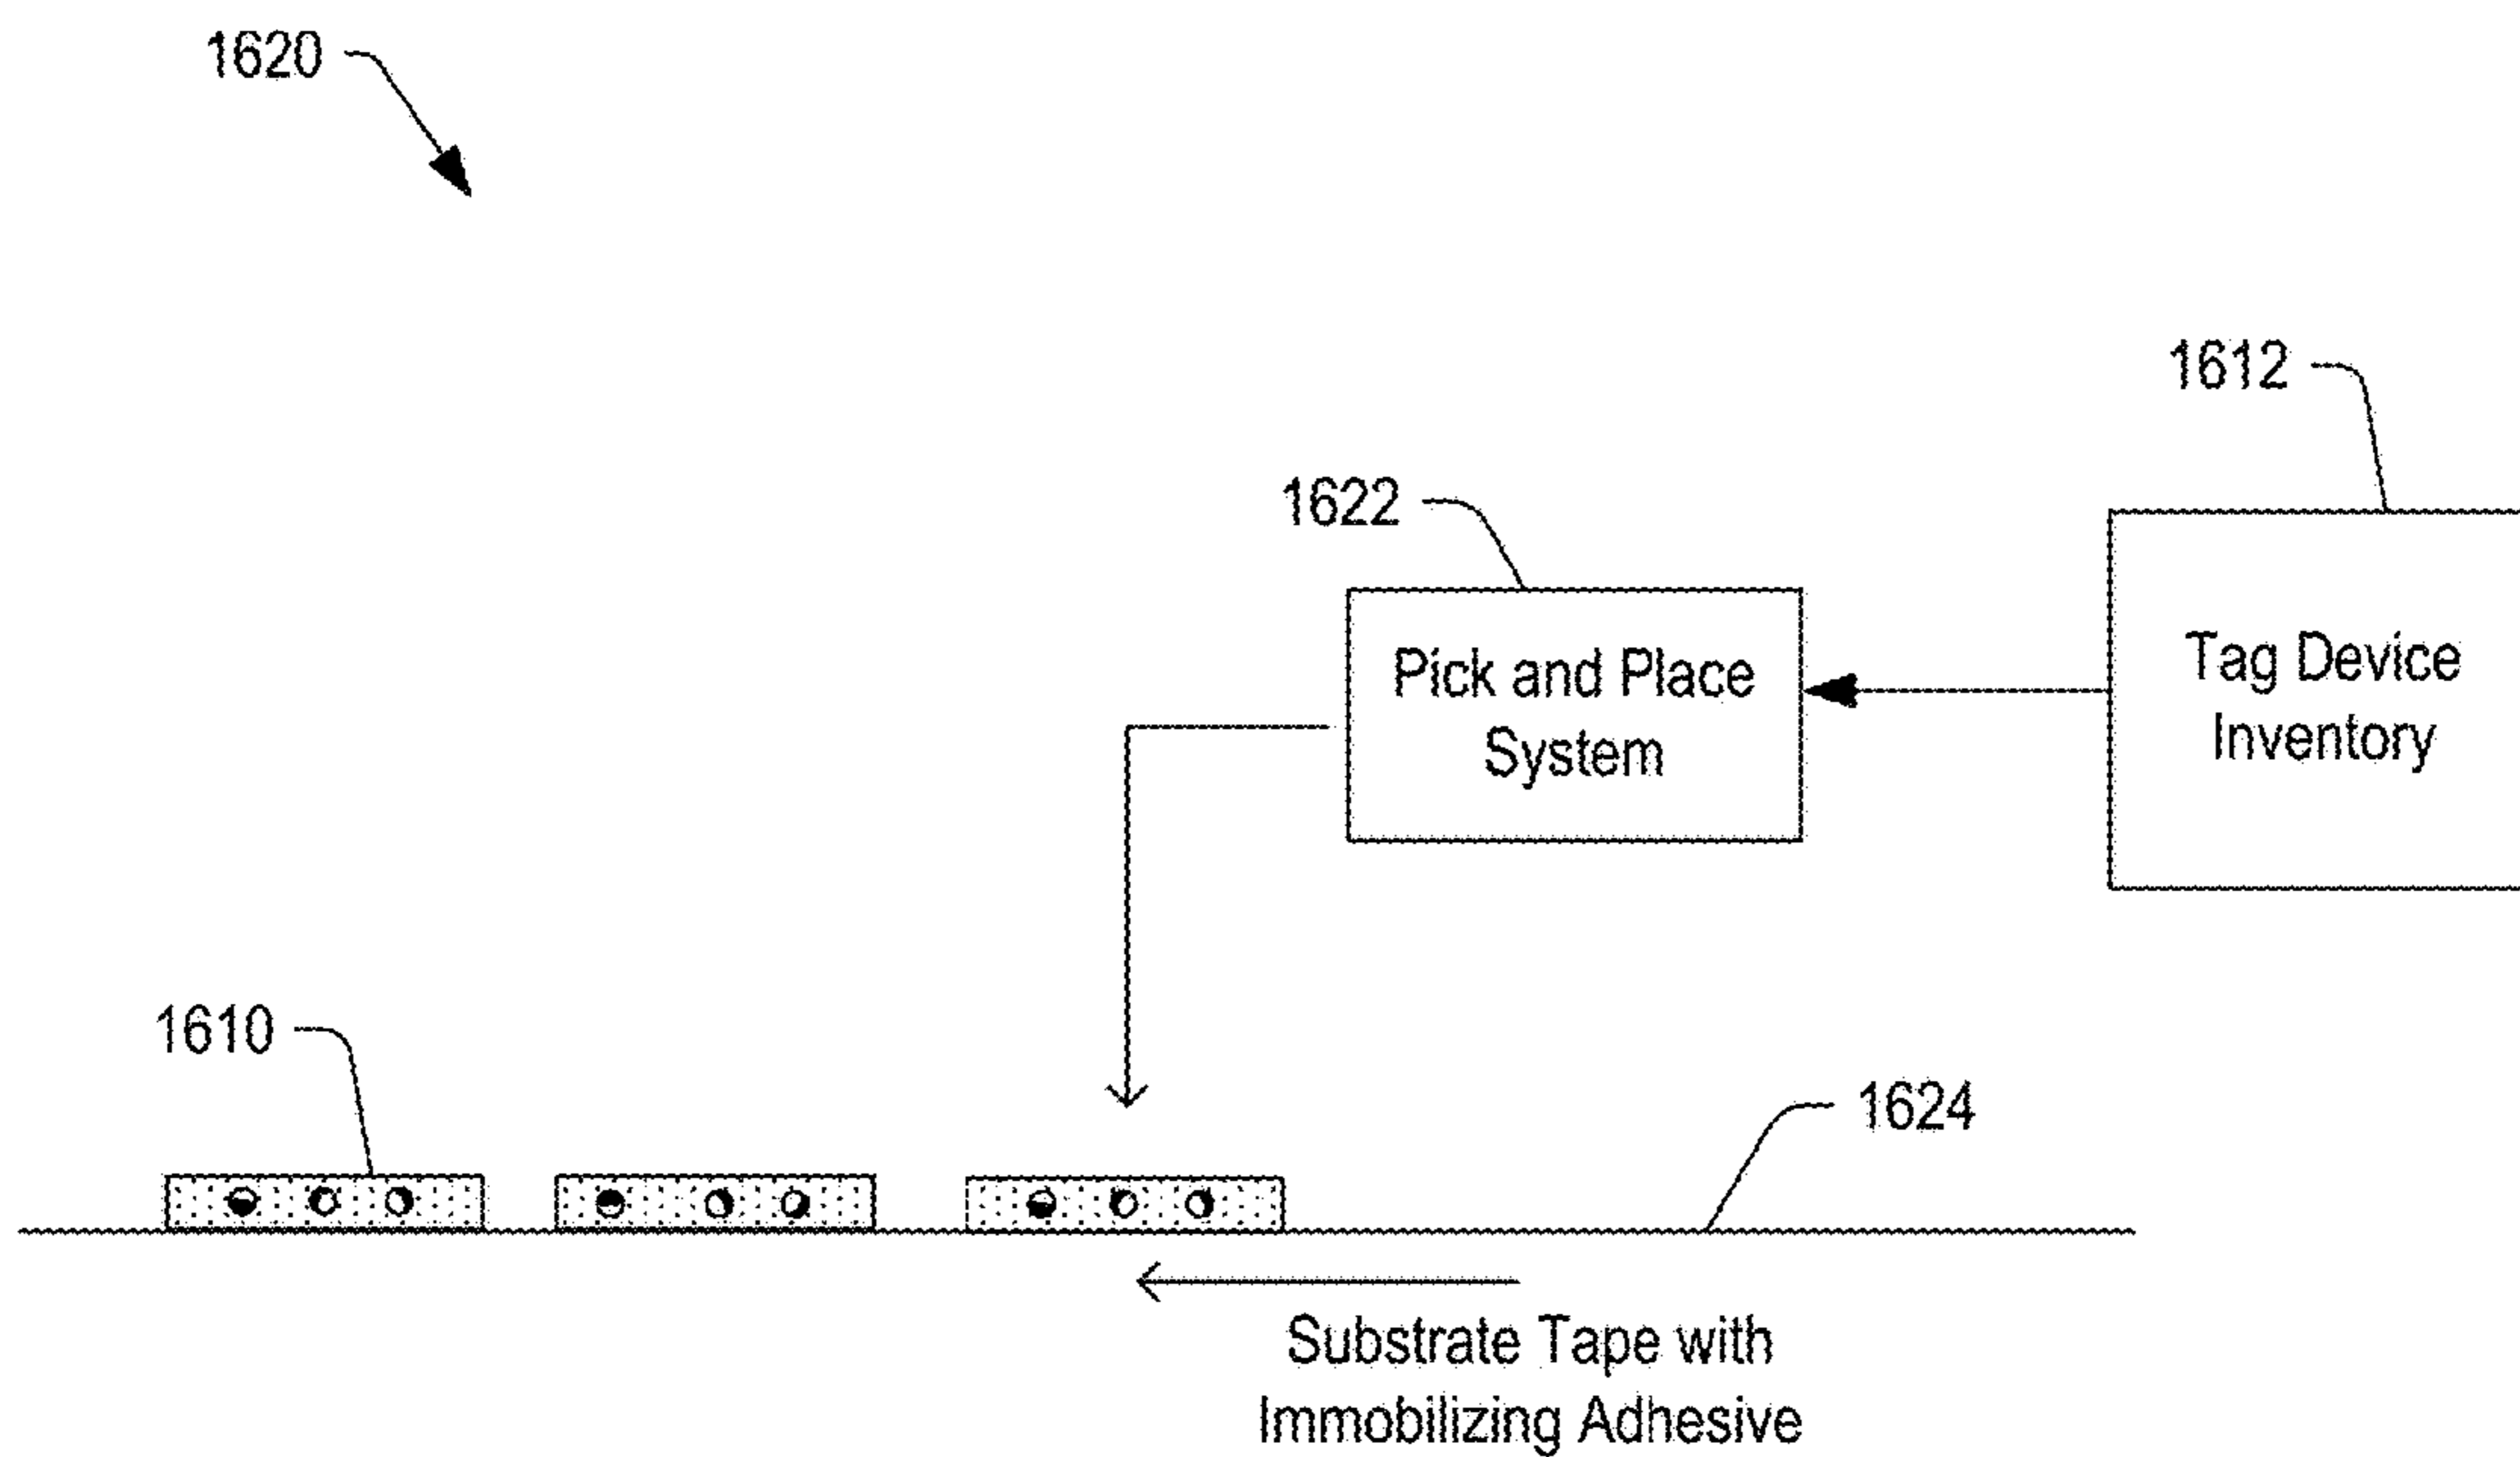 1620
1612
1622
Tag Device
Inventory
Pick and Place
System
1610
1624
Substrate Tape with
Immobilizing Adhesive